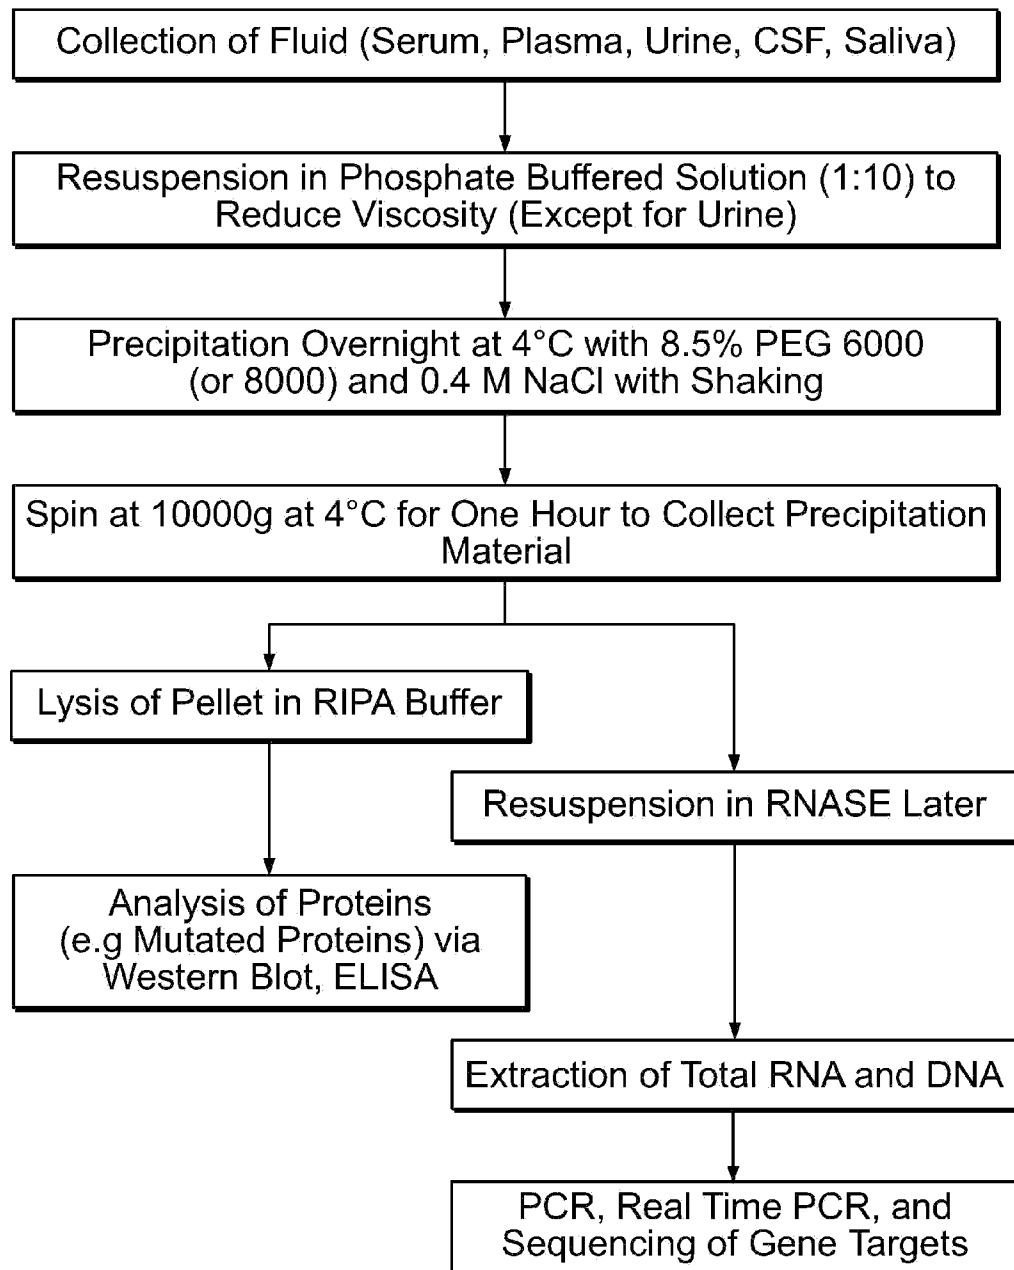 Collection of Fluid (Serum, Plasma, Urine, CSF, Saliva)
Resuspension in Phosphate Buffered Solution (1:10) to
Reduce Viscosity (Except for Urine)
Precipitation Overnight at 4°C with 8.5% PEG 6000
(or 8000) and 0.4 M NaCl with Shaking
Spin at 10000g at 4°C for One Hour to Collect Precipitation
Material
Lysis of Pellet in RIPA Buffer
Resuspension in RNASE Later
Analysis of Proteins
(e.g Mutated Proteins) via
Western Blot, ELISA
Extraction of Total RNA and DNA
PCR, Real Time PCR, and
Sequencing of Gene Targets